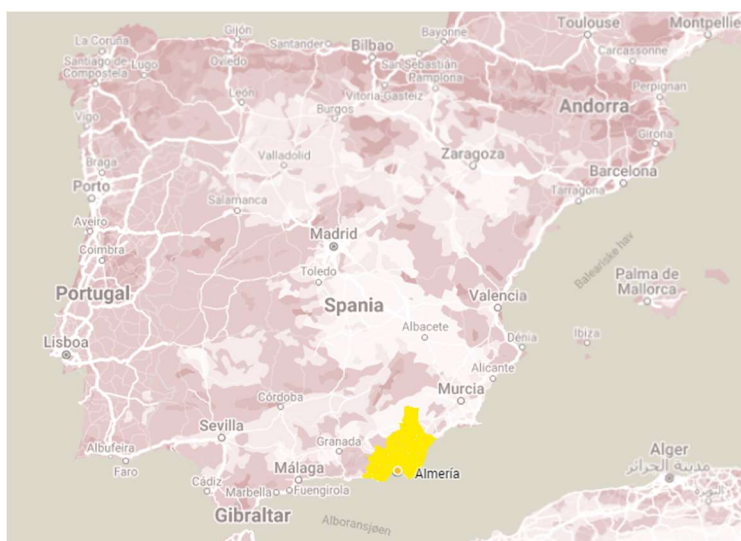 Toulouse
Montpellie
Gijón
Bayonne
La Coruña
Santander
Bilbao
Carcassonne
Santiago de
Compostela
Lugo
Oviedo
San Sebastián
Pamplona
Perpignan
León
Vitoria-Gasteiz
Andorra
Vigo
Burgos
Girona
Braga
Valladolid
Zaragoza
Barcelona
Porto
Salamanca
Tarragona
Aveiro
Madrid
Coimbra
Baleariske hav
Toledo
Palma de
Mallorca
Portugal
Spania
Valencia
Albacete
Lisboa
Dénia
Ibiza
Alicante
Murcia
Córdoba
Sevilla
Granada
Albufeira
Faro
Málaga
Almería
Alger
مدينة الجزائر
Cádiz
Marbella
Fuengirola
Gibraltar
Alboransjøen